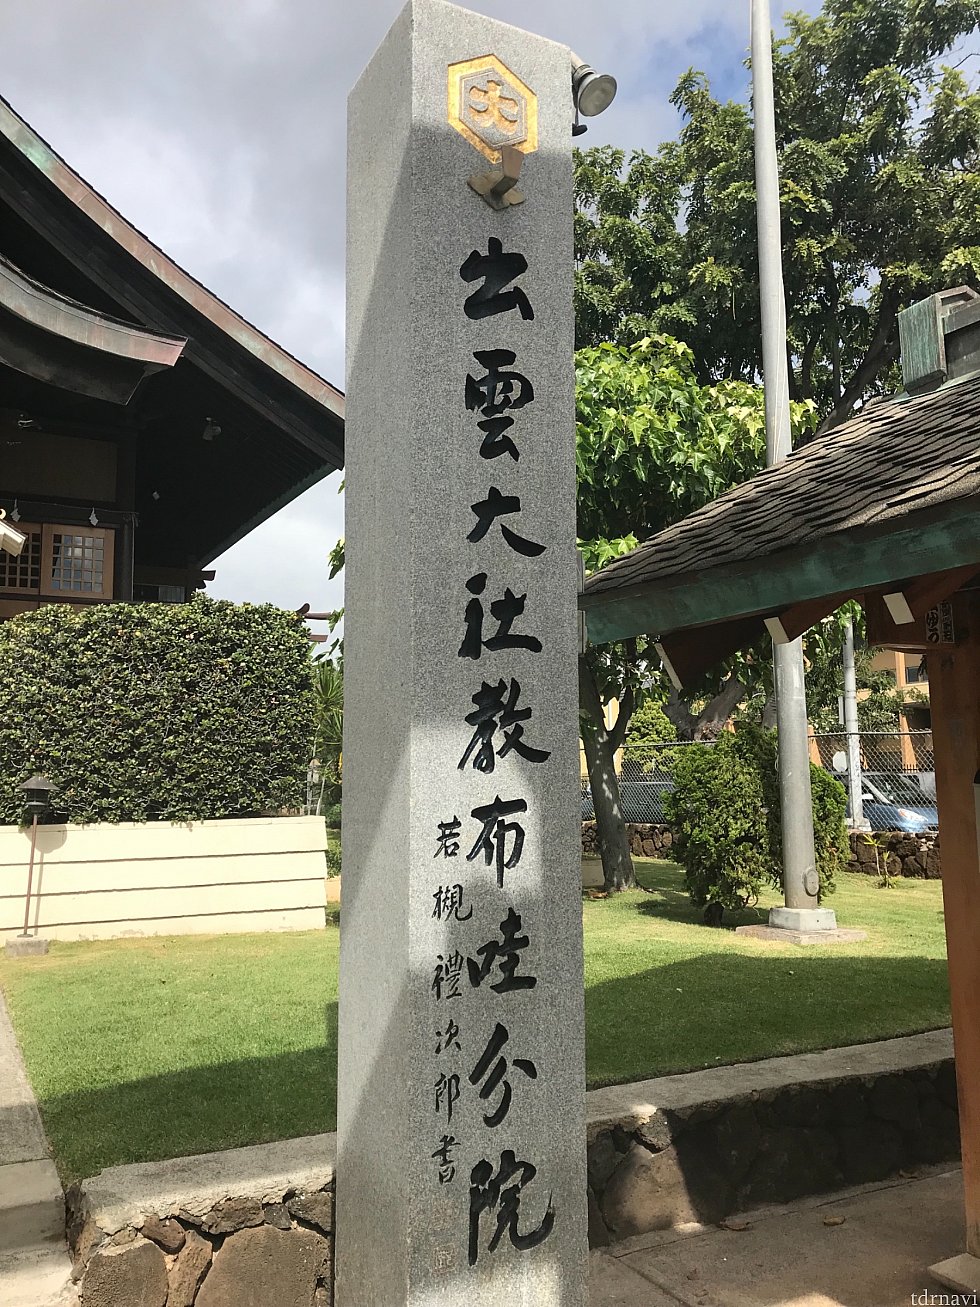 大
出雲大社教布哇分院
若槻禮次郎書
tdrnavi